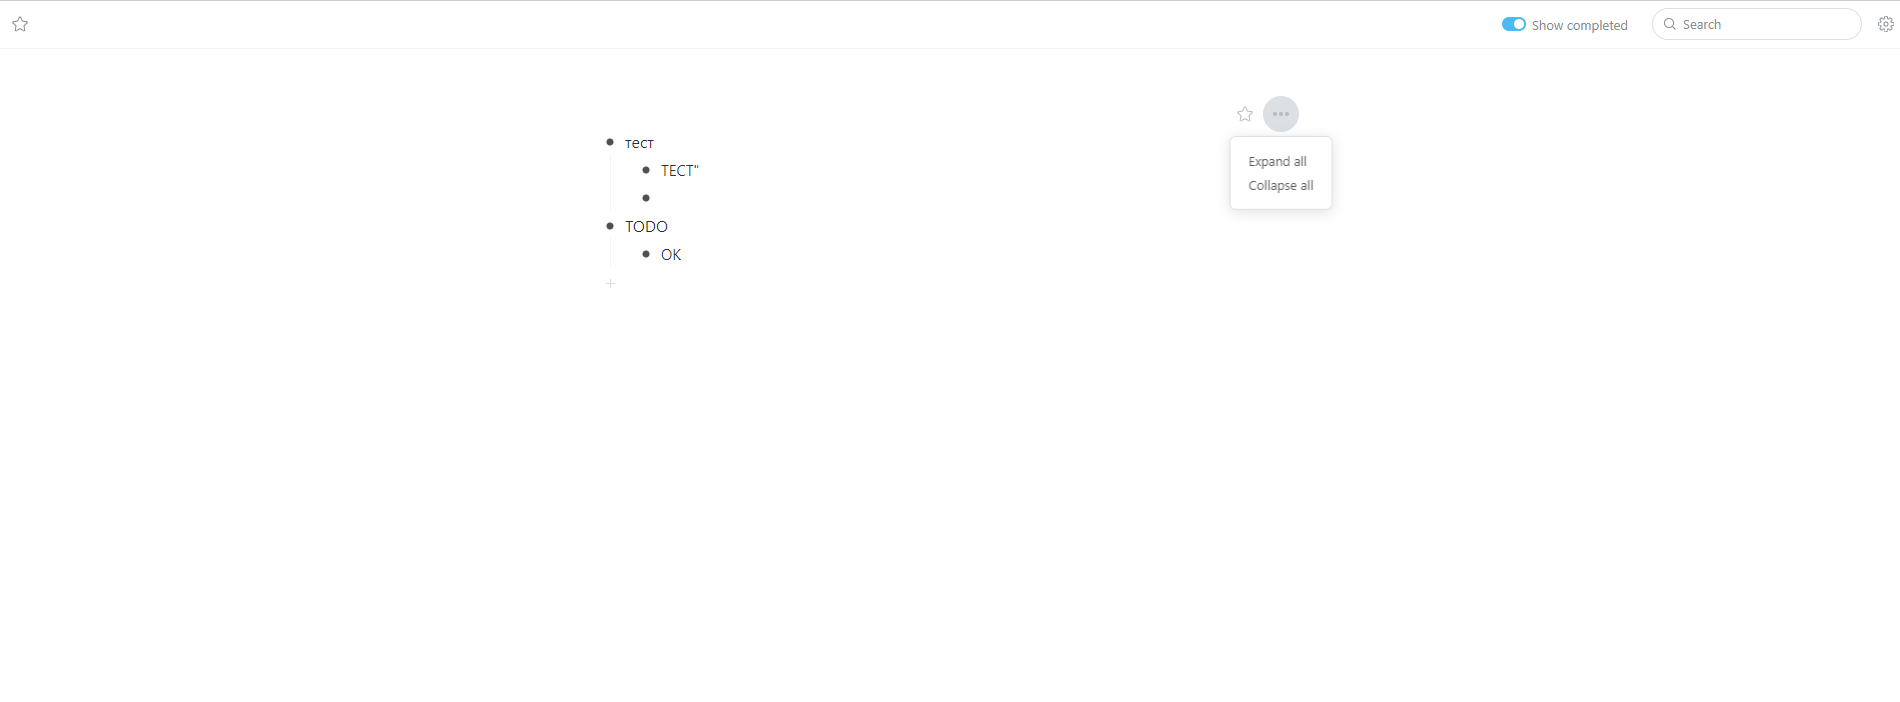 Show completed
Search
тест
ТЕСТ"
TODO
OK
Expand all
Collapse all